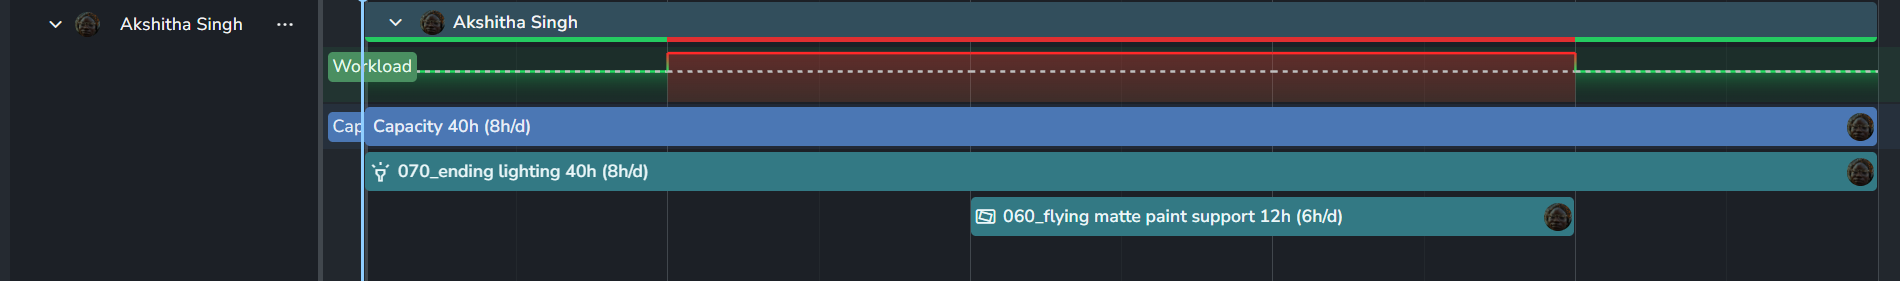 Akshitha Singh ...
Akshitha Singh
Workload
Cap
Capacity 40h (8h/d)
070_ending lighting 40h (8h/d)
060_flying matte paint support 12h (6h/d)